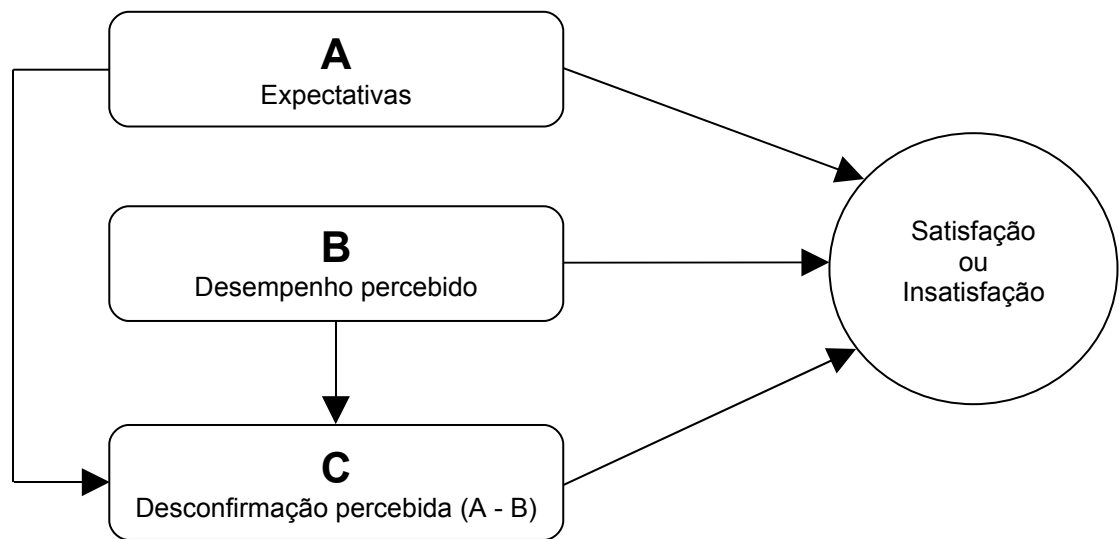 A
Expectativas
B
Desempenho percebido
C
Desconfirmação percebida (A - B)
Satisfação
ou
Insatisfação